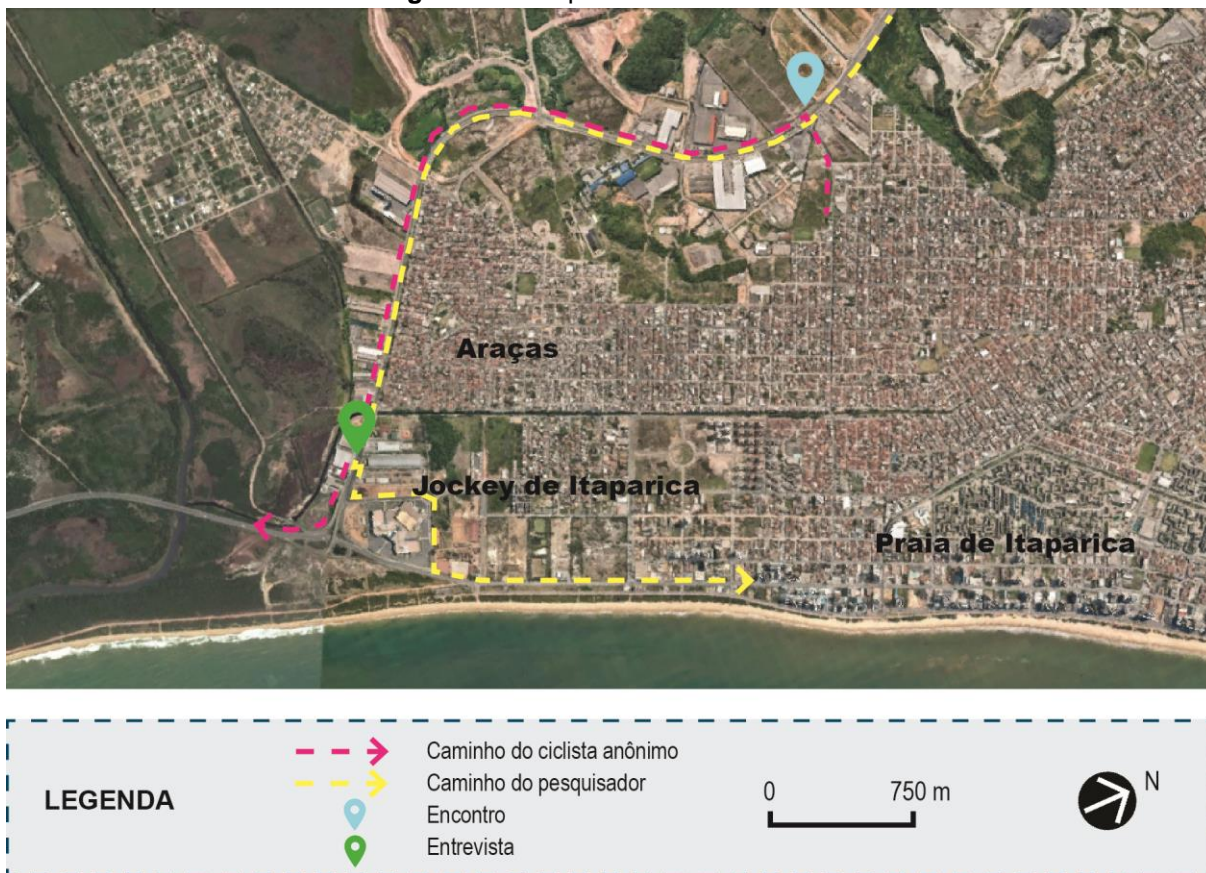 Araças
Jockey de Itaparica
Praia de Itaparica
LEGENDA
Caminho do ciclista anônimo
Caminho do pesquisador
Encontro
Entrevista
0 750 m
N